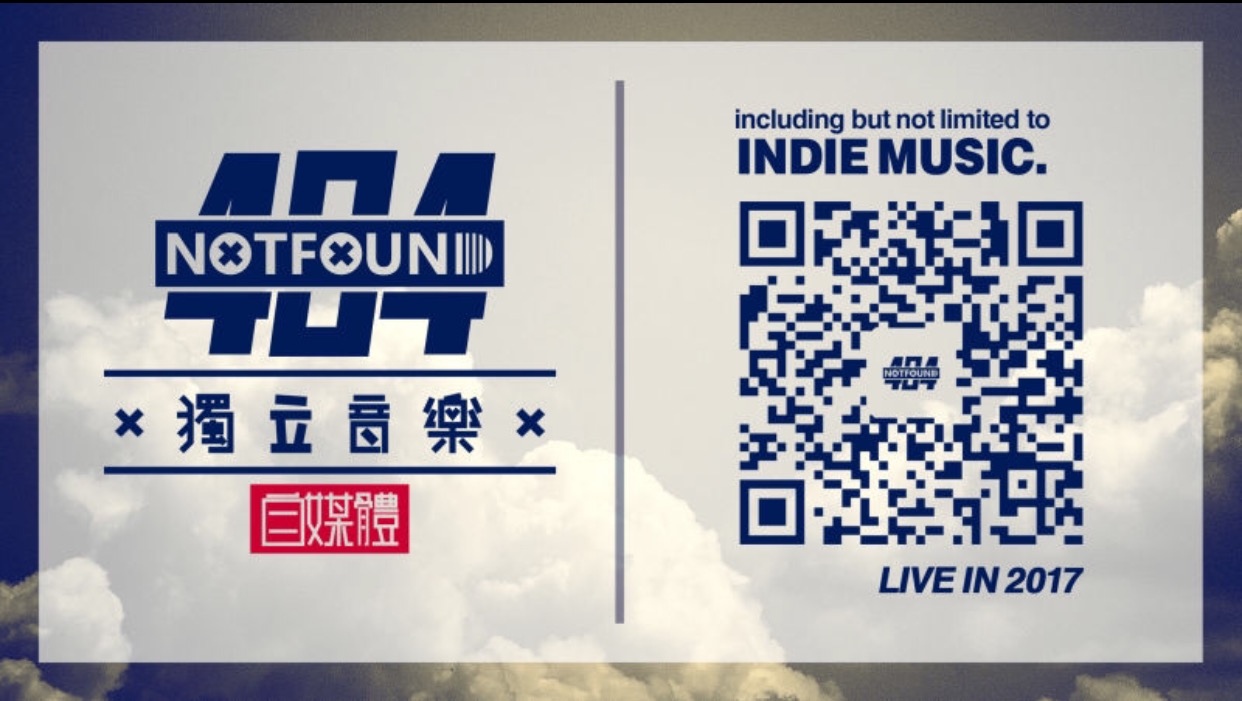 404
NOTFOUND
× 獨立音樂 ×
自媒體
including but not limited to
INDIE MUSIC.
404
NOTFOUND
LIVE IN 2017